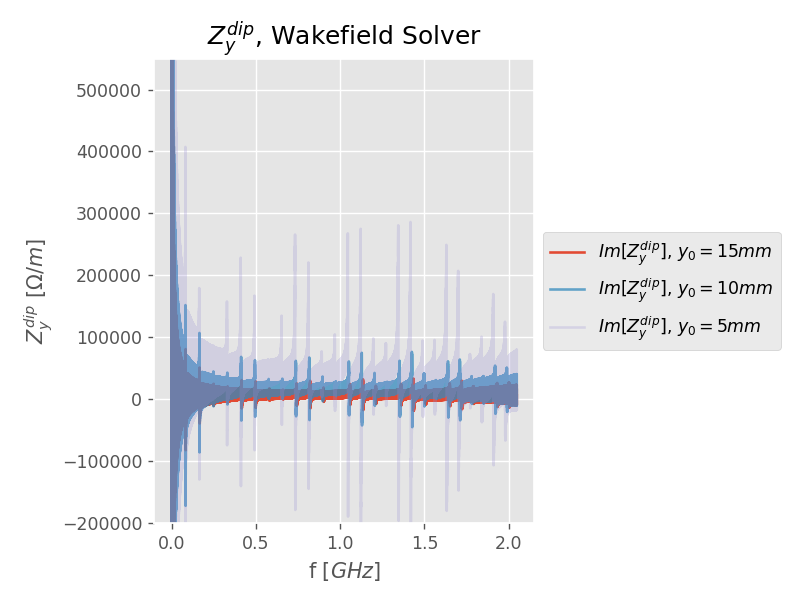 Z_y^{dip}, Wakefield Solver
500000
400000
300000
200000
100000
0
−100000
−200000
Z_y^{dip} [Ω/m]
0.0 0.5 1.0 1.5 2.0
f [GHz]
Im[Z_y^{dip}], y_0 = 15mm
Im[Z_y^{dip}], y_0 = 10mm
Im[Z_y^{dip}], y_0 = 5mm